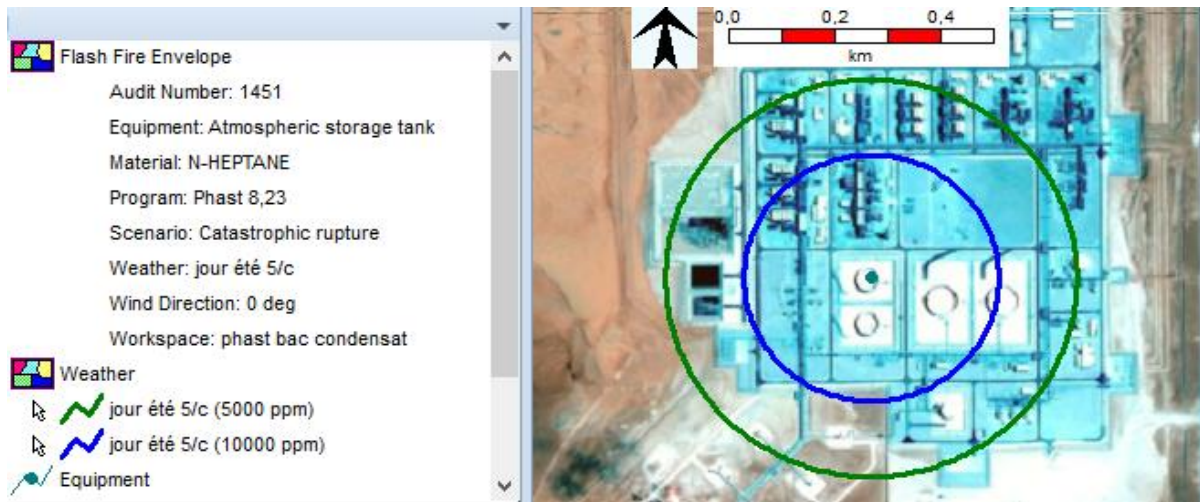 Flash Fire Envelope
Audit Number: 1451
Equipment: Atmospheric storage tank
Material: N-HEPTANE
Program: Phast 8,23
Scenario: Catastrophic rupture
Weather: jour été 5/c
Wind Direction: 0 deg
Workspace: phast bac condensat
Weather
jour été 5/c (5000 ppm)
jour été 5/c (10000 ppm)
Equipment
0,0 0,2 0,4
km